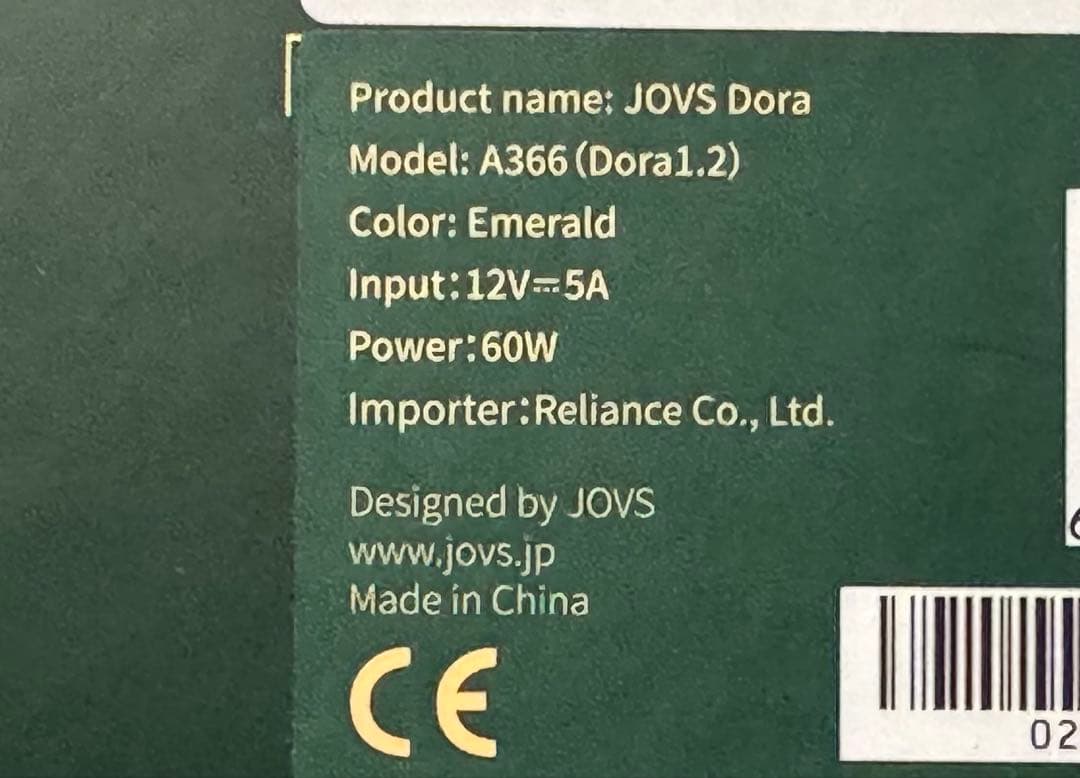 Product name: JOVS Dora
Model: A366 (Dora1.2)
Color: Emerald
Input:12V⎓5A
Power:60W
Importer:Reliance Co., Ltd.
Designed by JOVS
www.jovs.jp
Made in China
CE
02